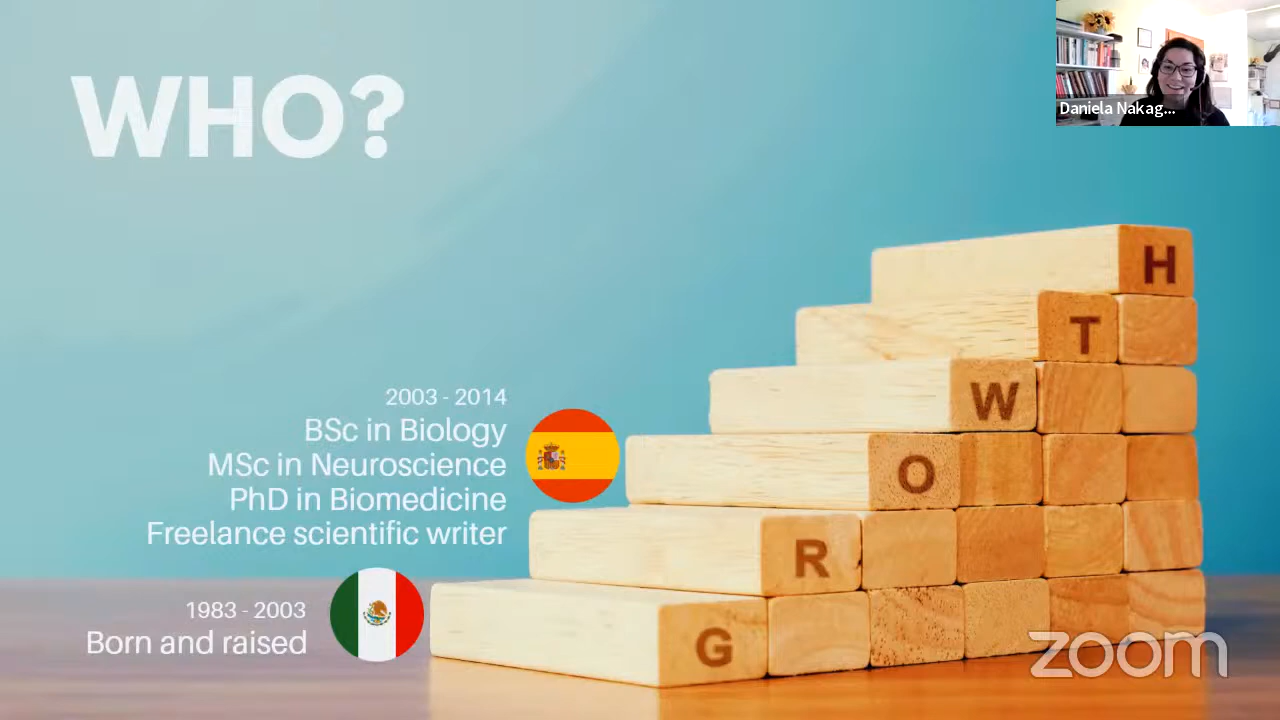 WHO?
Daniela Nakag...
H
T
W
O
R
G
2003 - 2014
BSc in Biology
MSc in Neuroscience
PhD in Biomedicine
Freelance scientific writer
1983 - 2003
Born and raised
zoom